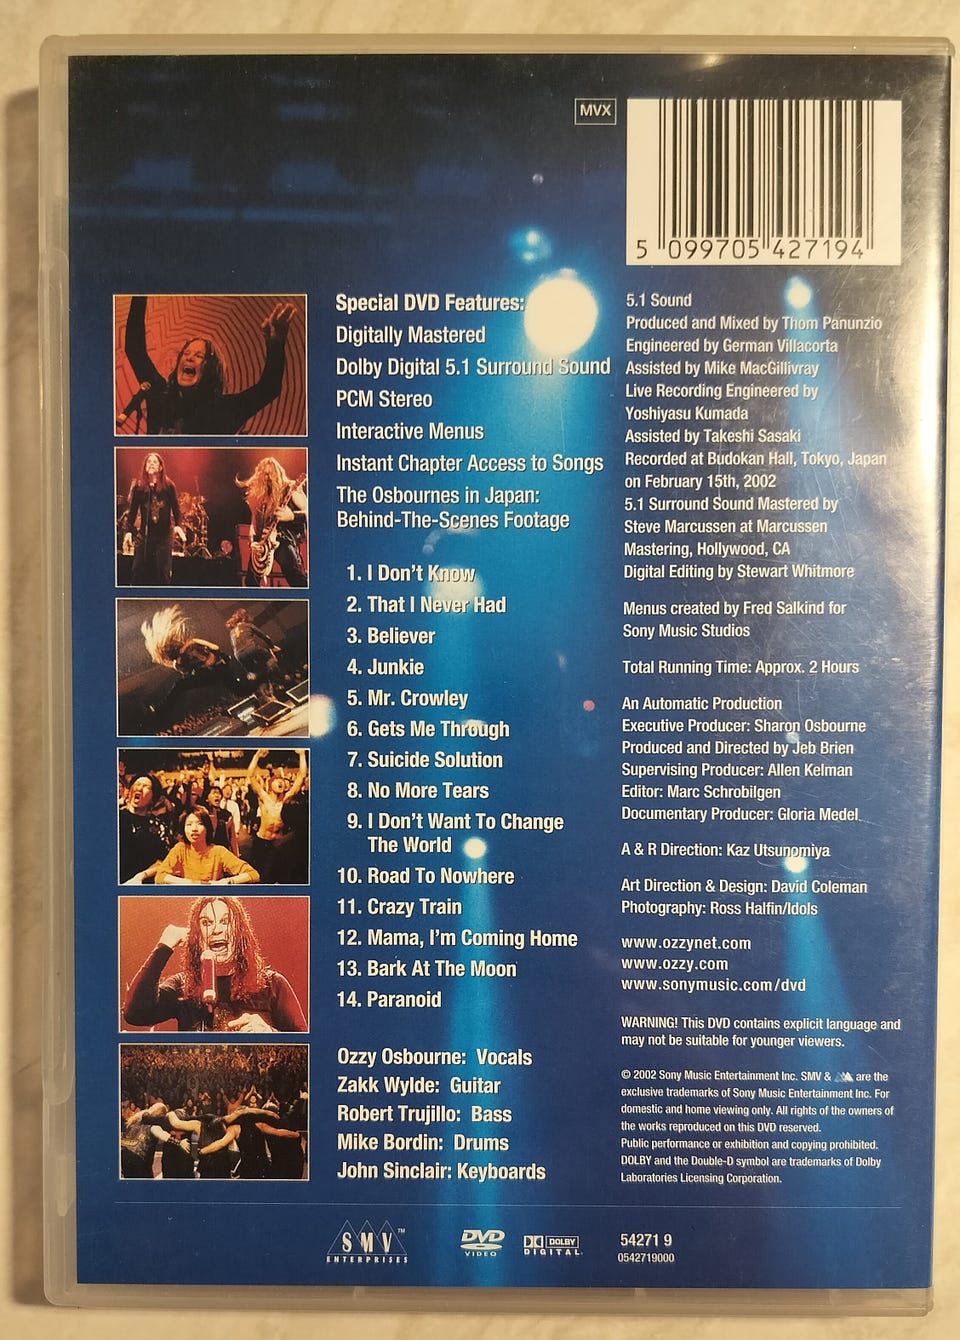 MVX
5 099705 427194
Special DVD Features:
Digitally Mastered
Dolby Digital 5.1 Surround Sound
PCM Stereo
Interactive Menus
Instant Chapter Access to Songs
The Osbournes in Japan:
Behind-The-Scenes Footage
1. I Don't Know
2. That I Never Had
3. Believer
4. Junkie
5. Mr. Crowley
6. Gets Me Through
7. Suicide Solution
8. No More Tears
9. I Don't Want To Change
The World
10. Road To Nowhere
11. Crazy Train
12. Mama, I'm Coming Home
13. Bark At The Moon
14. Paranoid
Ozzy Osbourne: Vocals
Zakk Wylde: Guitar
Robert Trujillo: Bass
Mike Bordin: Drums
John Sinclair: Keyboards
5.1 Sound
Produced and Mixed by Thom Panunzio
Engineered by German Villacorta
Assisted by Mike MacGillivray
Live Recording Engineered by
Yoshiyasu Kumada
Assisted by Takeshi Sasaki
Recorded at Budokan Hall, Tokyo, Japan
on February 15th, 2002
5.1 Surround Sound Mastered by
Steve Marcussen at Marcussen
Mastering, Hollywood, CA
Digital Editing by Stewart Whitmore
Menus created by Fred Salkind for
Sony Music Studios
Total Running Time: Approx. 2 Hours
An Automatic Production
Executive Producer: Sharon Osbourne
Produced and Directed by Jeb Brien
Supervising Producer: Allen Kelman
Editor: Marc Schrobilgen
Documentary Producer: Gloria Medel.
A & R Direction: Kaz Utsunomiya
Art Direction & Design: David Coleman
Photography: Ross Halfin/Idols
www.ozzynet.com
www.ozzy.com
www.sonymusic.com/dvd
WARNING! This DVD contains explicit language and
may not be suitable for younger viewers.
© 2002 Sony Music Entertainment Inc. SMV & are the
exclusive trademarks of Sony Music Entertainment Inc. For
domestic and home viewing only. All rights of the owners of
the works reproduced on this DVD reserved.
Public performance or exhibition and copying prohibited.
DOLBY and the Double-D symbol are trademarks of Dolby
Laboratories Licensing Corporation.
SMV™
ENTERPRISES
DVD
VIDEO
DOLBY
DIGITAL
54271 9
0542719000